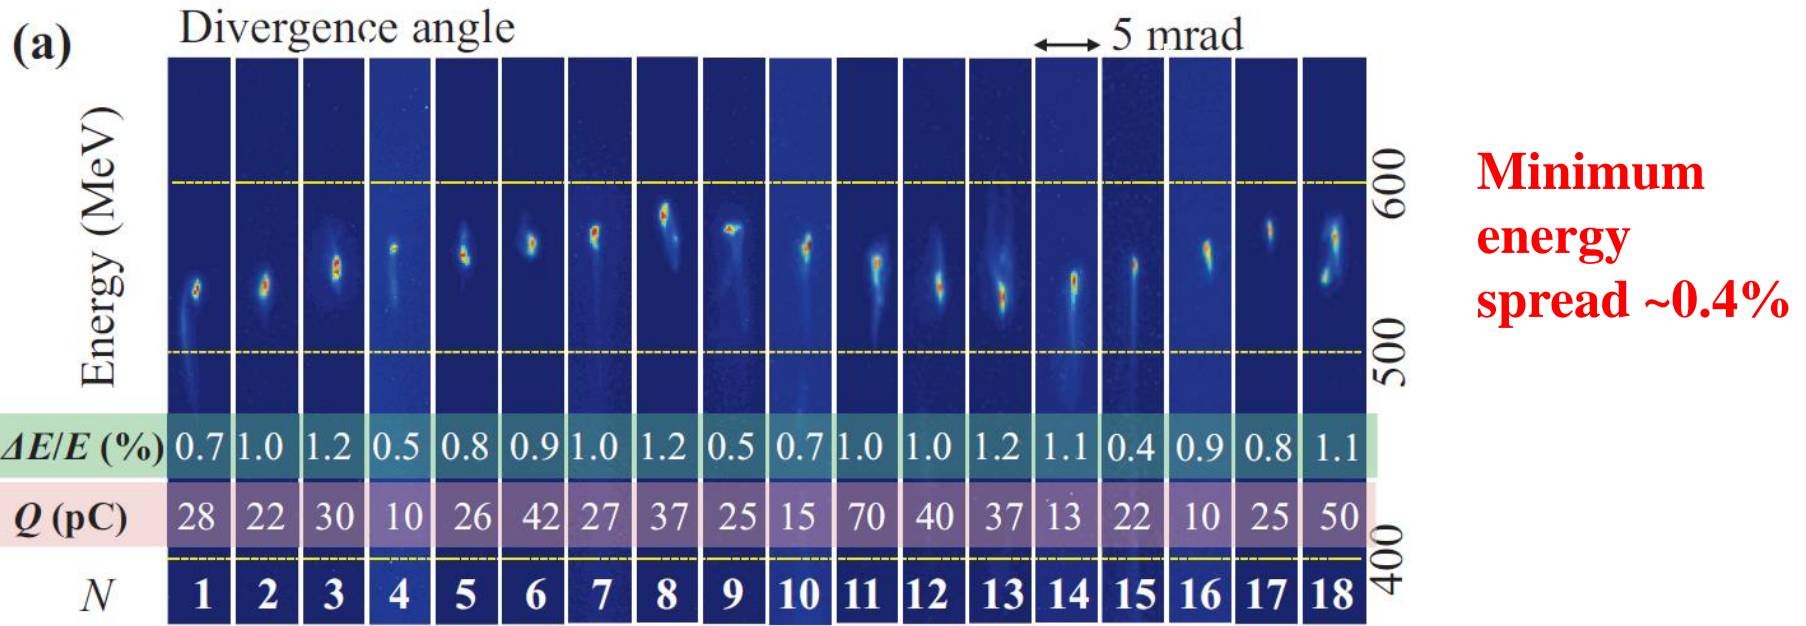 (a)
Divergence angle
5 mrad
Energy (MeV)
600
500
400
Minimum
energy
spread ~0.4%
ΔE/E (%) 0.7 1.0 1.2 0.5 0.8 0.9 1.0 1.2 0.5 0.7 1.0 1.0 1.2 1.1 0.4 0.9 0.8 1.1
Q (pC) 28 22 30 10 26 42 27 37 25 15 70 40 37 13 22 10 25 50
N 1 2 3 4 5 6 7 8 9 10 11 12 13 14 15 16 17 18